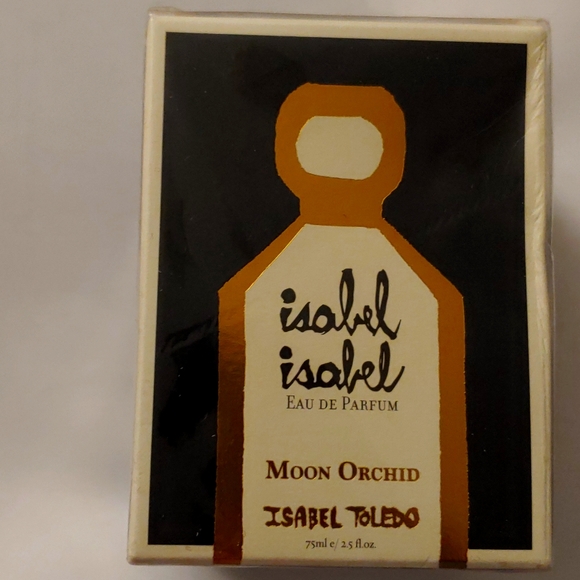 isabel
isabel
Eau de Parfum
Moon Orchid
ISABEL TOLEDO
75ml e/ 2.5 fl.oz.